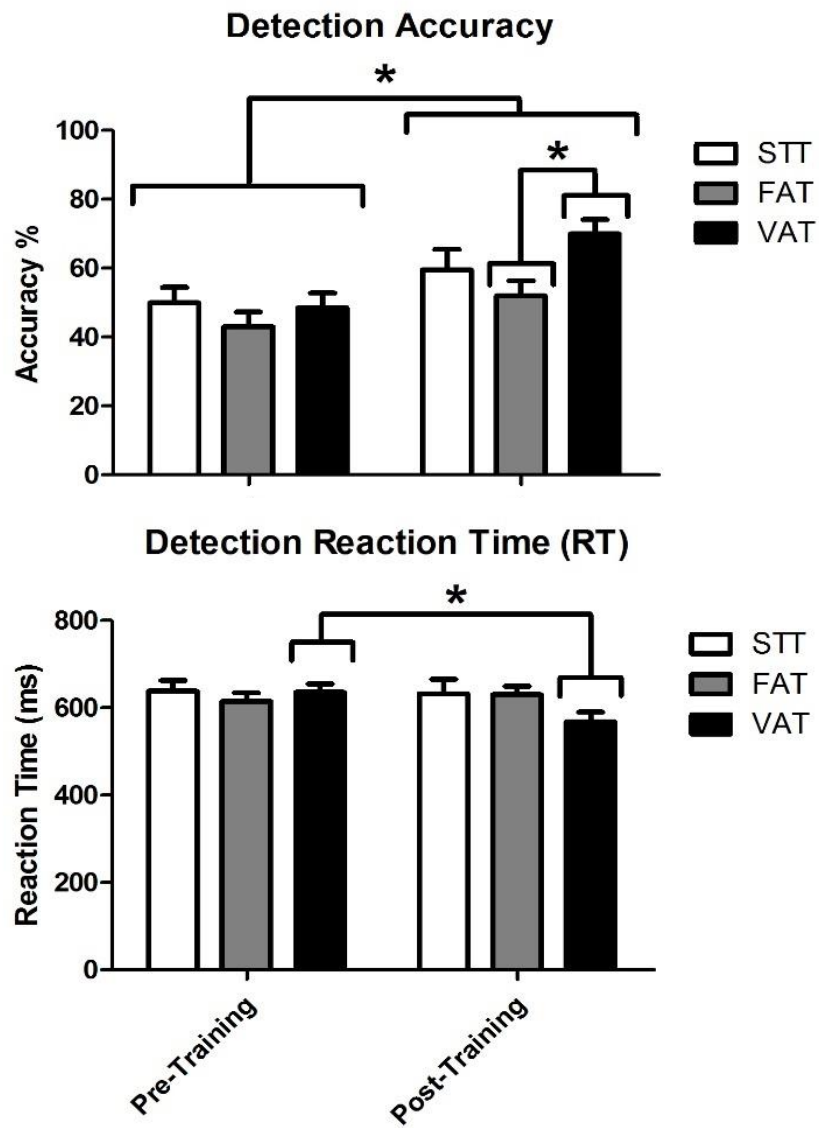 Detection Accuracy
*
*
100
80
60
40
20
0
Accuracy %
STT
FAT
VAT
Detection Reaction Time (RT)
*
800
600
400
200
0
Reaction Time (ms)
STT
FAT
VAT
Pre-Training
Post-Training